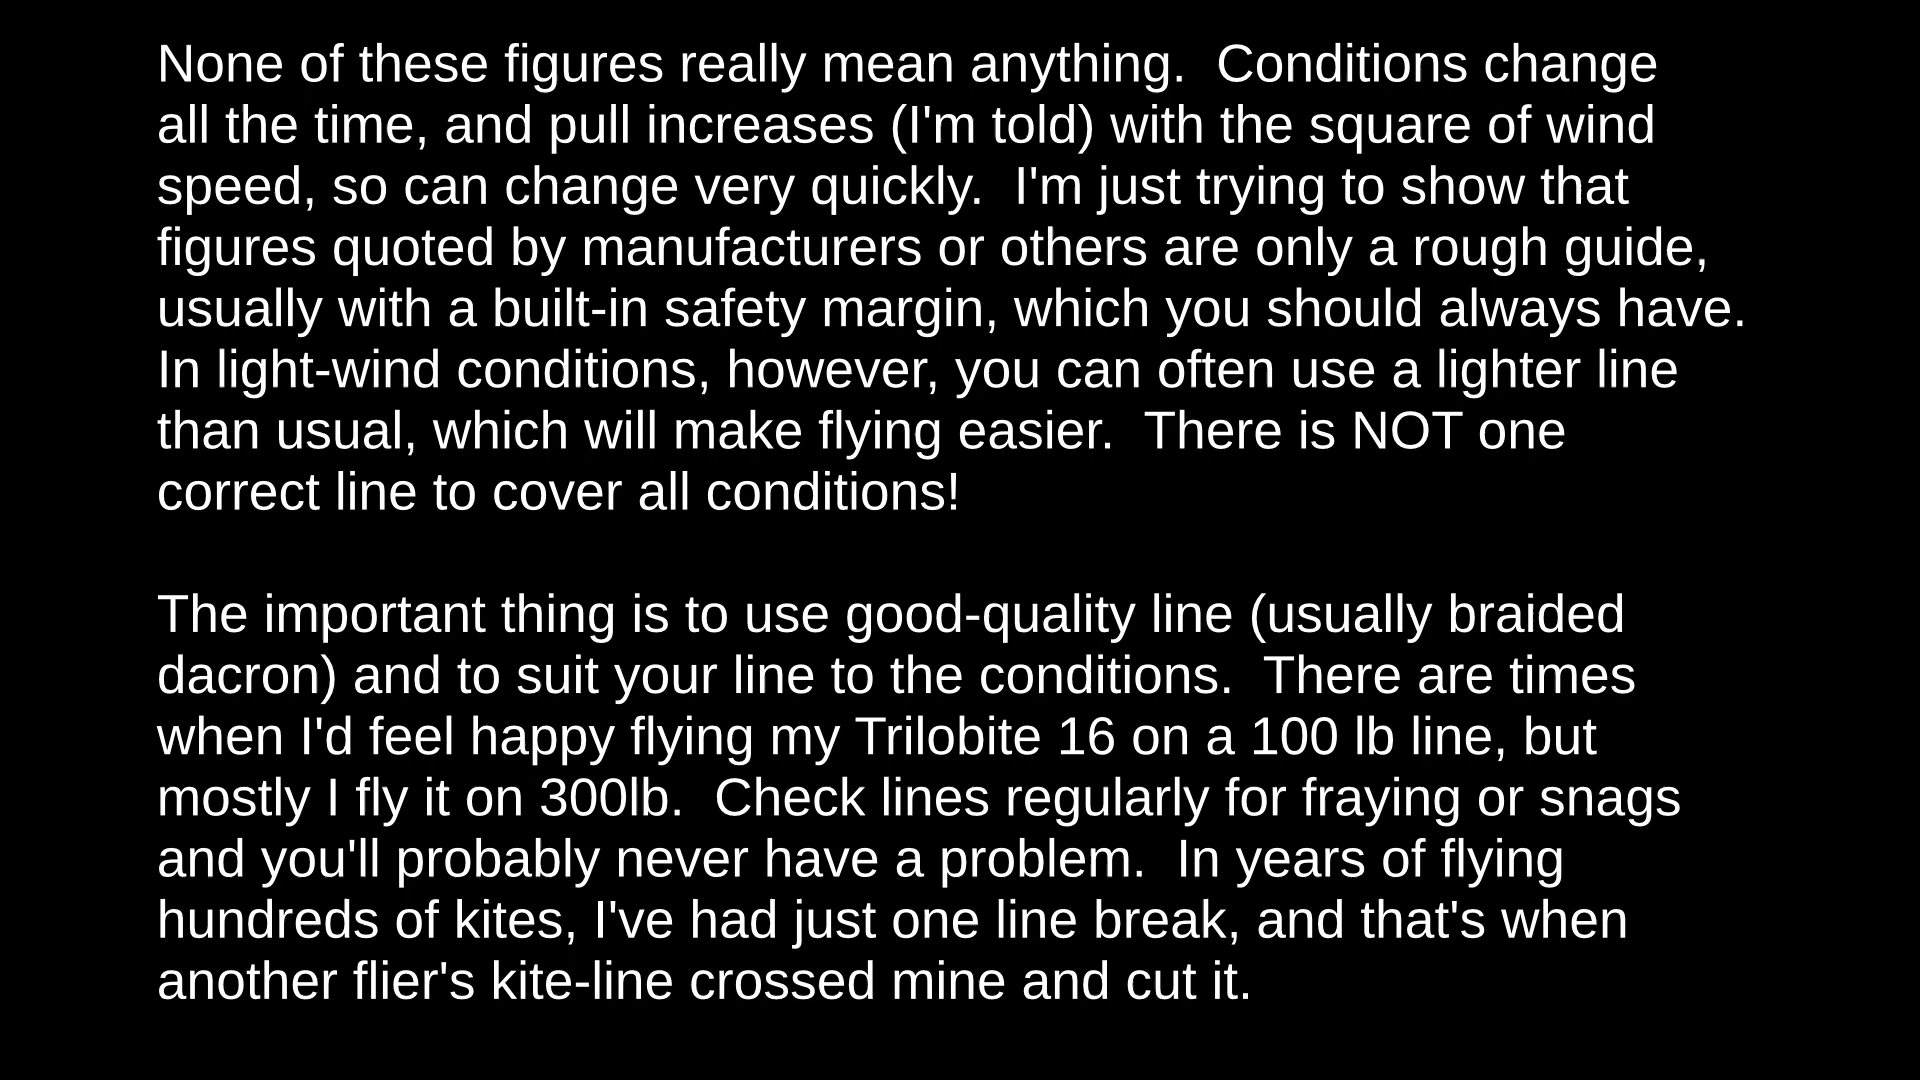 None of these figures really mean anything.  Conditions change
all the time, and pull increases (I'm told) with the square of wind
speed, so can change very quickly.  I'm just trying to show that
figures quoted by manufacturers or others are only a rough guide,
usually with a built-in safety margin, which you should always have.
In light-wind conditions, however, you can often use a lighter line
than usual, which will make flying easier.  There is NOT one
correct line to cover all conditions!

The important thing is to use good-quality line (usually braided
dacron) and to suit your line to the conditions.  There are times
when I'd feel happy flying my Trilobite 16 on a 100 lb line, but
mostly I fly it on 300lb.  Check lines regularly for fraying or snags
and you'll probably never have a problem.  In years of flying
hundreds of kites, I've had just one line break, and that's when
another flier's kite-line crossed mine and cut it.